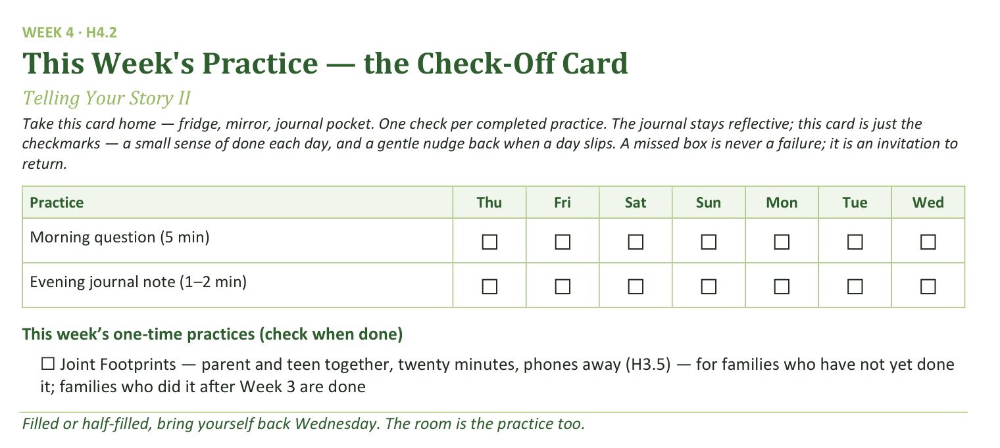 WEEK 4 · H4.2
This Week's Practice — the Check-Off Card
Telling Your Story II
Take this card home — fridge, mirror, journal pocket. One check per completed practice. The journal stays reflective; this card is just the
checkmarks — a small sense of done each day, and a gentle nudge back when a day slips. A missed box is never a failure; it is an invitation to
return.
Practice Thu Fri Sat Sun Mon Tue Wed
Morning question (5 min) ☐ ☐ ☐ ☐ ☐ ☐ ☐
Evening journal note (1–2 min) ☐ ☐ ☐ ☐ ☐ ☐ ☐
This week’s one-time practices (check when done)
☐ Joint Footprints — parent and teen together, twenty minutes, phones away (H3.5) — for families who have not yet done
it; families who did it after Week 3 are done
Filled or half-filled, bring yourself back Wednesday. The room is the practice too.